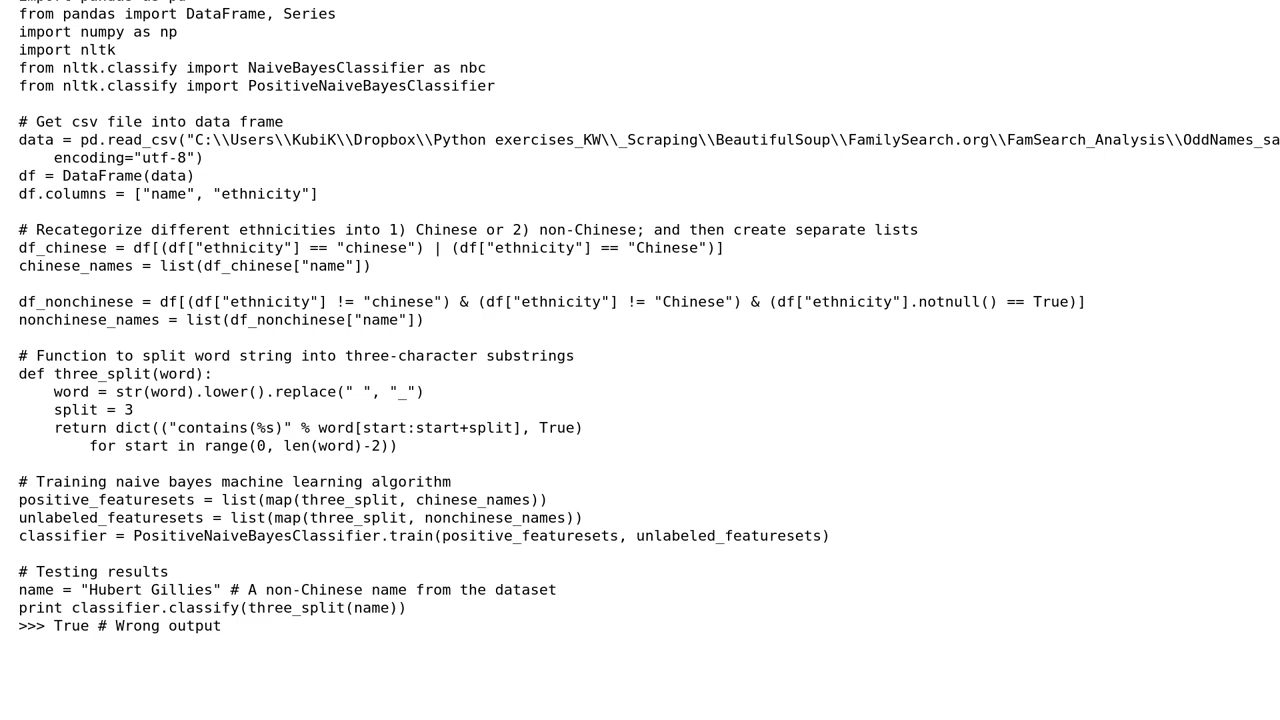 import pandas as pd
from pandas import DataFrame, Series
import numpy as np
import nltk
from nltk.classify import NaiveBayesClassifier as nbc
from nltk.classify import PositiveNaiveBayesClassifier
# Get csv file into data frame
data = pd.read_csv("C:\\Users\\KubiK\\Dropbox\\Python exercises_KW\\_Scraping\\BeautifulSoup\\FamilySearch.org\\FamSearch_Analysis\\OddNames_sa
    encoding="utf-8")
df = DataFrame(data)
df.columns = ["name", "ethnicity"]
# Recategorize different ethnicities into 1) Chinese or 2) non-Chinese; and then create separate lists
df_chinese = df[(df["ethnicity"] == "chinese") | (df["ethnicity"] == "Chinese")]
chinese_names = list(df_chinese["name"])
df_nonchinese = df[(df["ethnicity"] != "chinese") & (df["ethnicity"] != "Chinese") & (df["ethnicity"].notnull() == True)]
nonchinese_names = list(df_nonchinese["name"])
# Function to split word string into three-character substrings
def three_split(word):
    word = str(word).lower().replace(" ", "_")
    split = 3
    return dict(("contains(%s)" % word[start:start+split], True)
        for start in range(0, len(word)-2))
# Training naive bayes machine learning algorithm
positive_featuresets = list(map(three_split, chinese_names))
unlabeled_featuresets = list(map(three_split, nonchinese_names))
classifier = PositiveNaiveBayesClassifier.train(positive_featuresets, unlabeled_featuresets)
# Testing results
name = "Hubert Gillies" # A non-Chinese name from the dataset
print classifier.classify(three_split(name))
>>> True # Wrong output